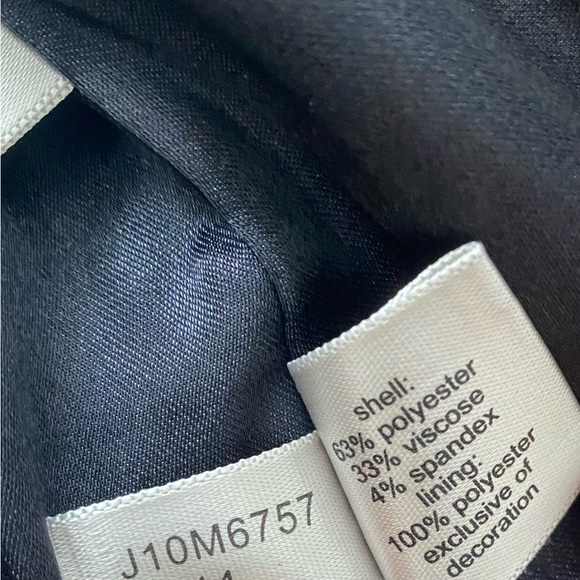 shell:
63% polyester
33% viscose
4% spandex
lining:
100% polyester
exclusive of
decoration
J10M6757